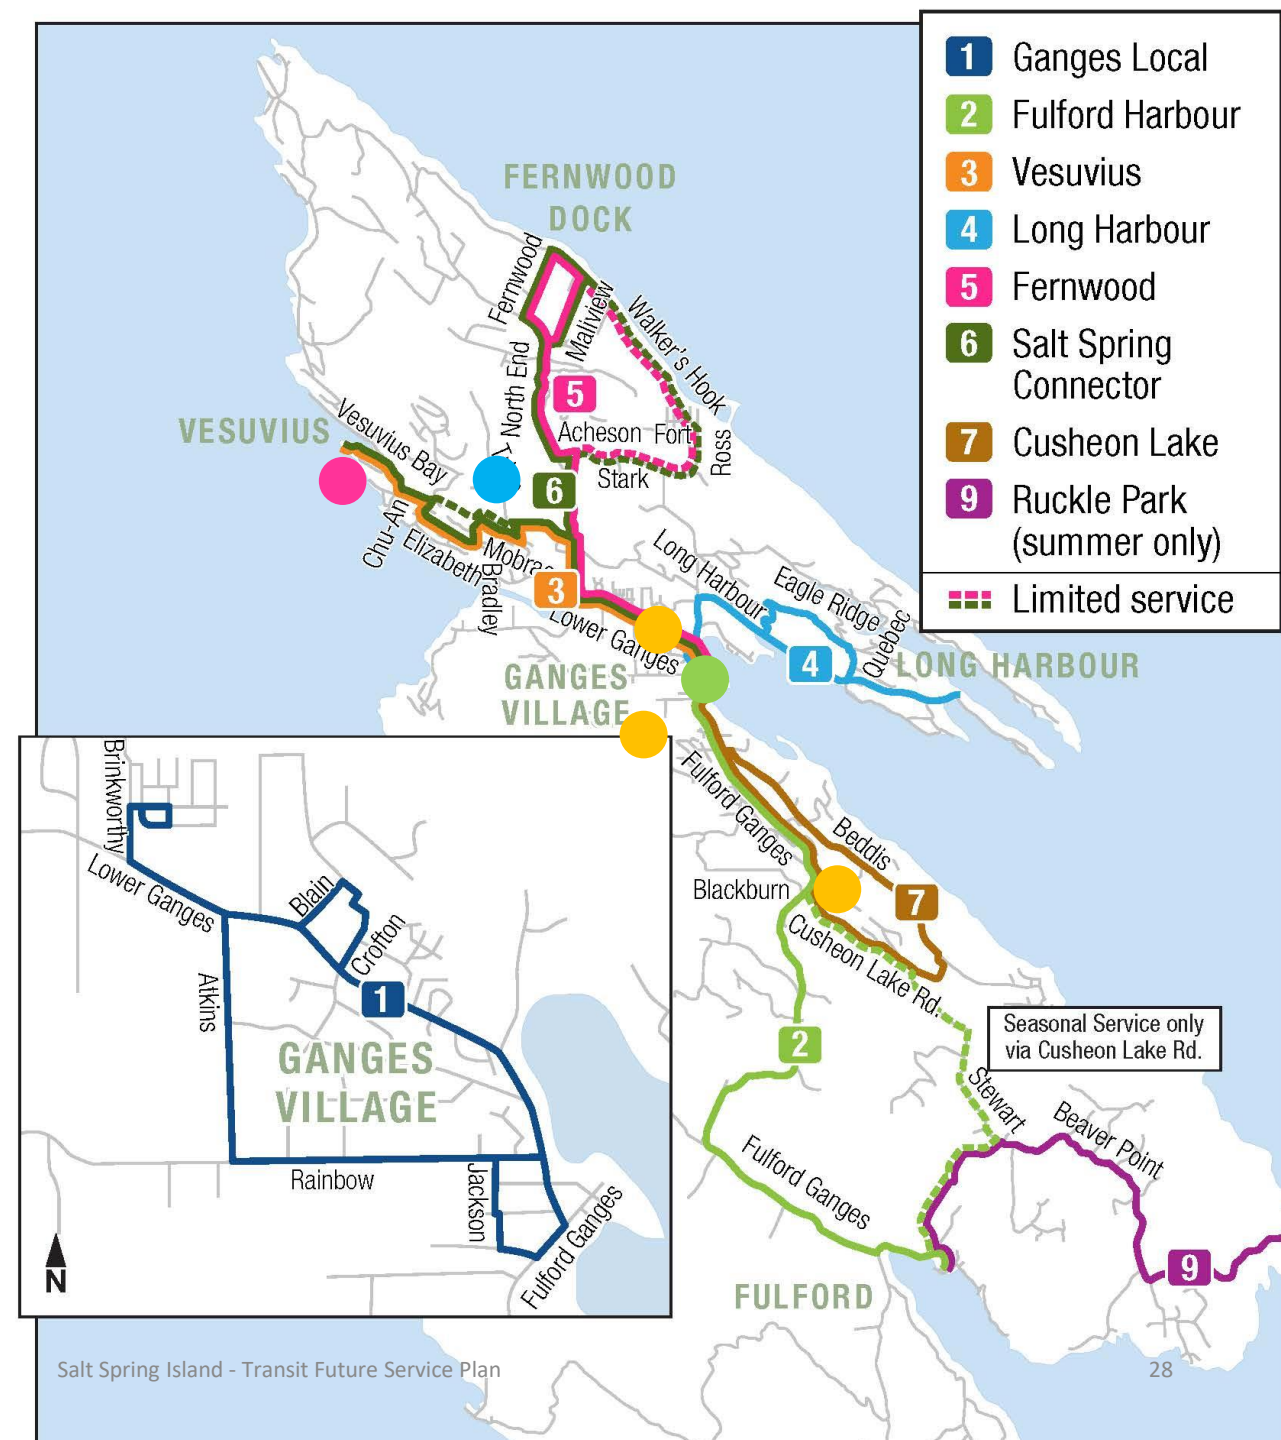 1 Ganges Local
2 Fulford Harbour
3 Vesuvius
4 Long Harbour
5 Fernwood
6 Salt Spring
Connector
7 Cusheon Lake
9 Ruckle Park
(summer only)
Limited service
FERNWOOD
DOCK
Fernwood
Maliview
Walker's Hook
North End
5
Acheson
Fort
Ross
Stark
VESUVIUS
Vesuvius Bay
6
Chu-An
Elizabeth
Bradley
3
Lower Ganges
Long Harbour
Eagle Ridge
Quebec
4
LONG HARBOUR
GANGES
VILLAGE
Fulford Ganges
Beddis
Blackburn
7
Cusheon Lake Rd.
Seasonal Service only
via Cusheon Lake Rd.
2
Stewart
Beaver Point
Fulford Ganges
9
FULFORD
Brinkworthy
Lower Ganges
Blain
Crofton
Atkins
1
GANGES
VILLAGE
Rainbow
Jackson
Fulford Ganges
N
Salt Spring Island - Transit Future Service Plan
28